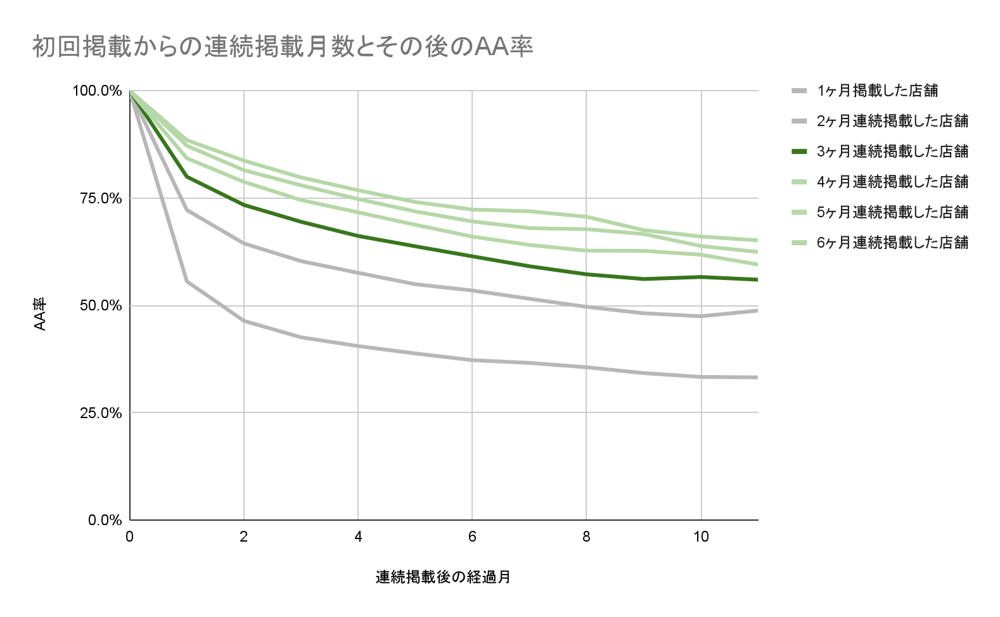 初回掲載からの連続掲載月数とその後のAA率
100.0%
75.0%
50.0%
25.0%
0.0%
AA率
0
2
4
6
8
10
連続掲載後の経過月
1ヶ月掲載した店舗
2ヶ月連続掲載した店舗
3ヶ月連続掲載した店舗
4ヶ月連続掲載した店舗
5ヶ月連続掲載した店舗
6ヶ月連続掲載した店舗